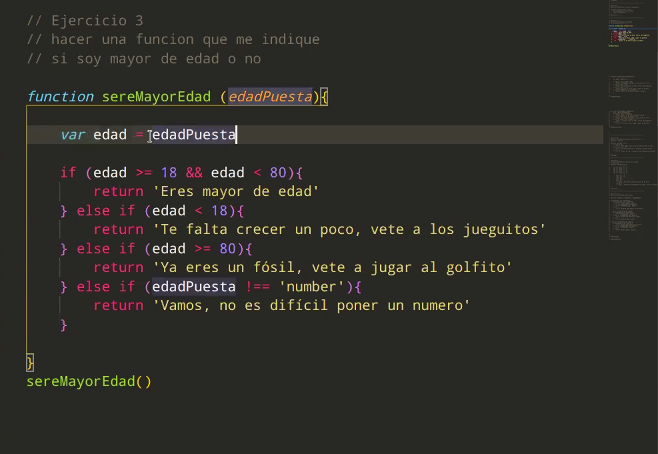 // Ejercicio 3
// hacer una funcion que me indique
// si soy mayor de edad o no
function sereMayorEdad (edadPuesta){
var edad = edadPuesta
if (edad >= 18 && edad < 80){
return 'Eres mayor de edad'
} else if (edad < 18){
return 'Te falta crecer un poco, vete a los jueguitos'
} else if (edad >= 80){
return 'Ya eres un fósil, vete a jugar al golfito'
} else if (edadPuesta !== 'number'){
return 'Vamos, no es difícil poner un numero'
}
}
sereMayorEdad()